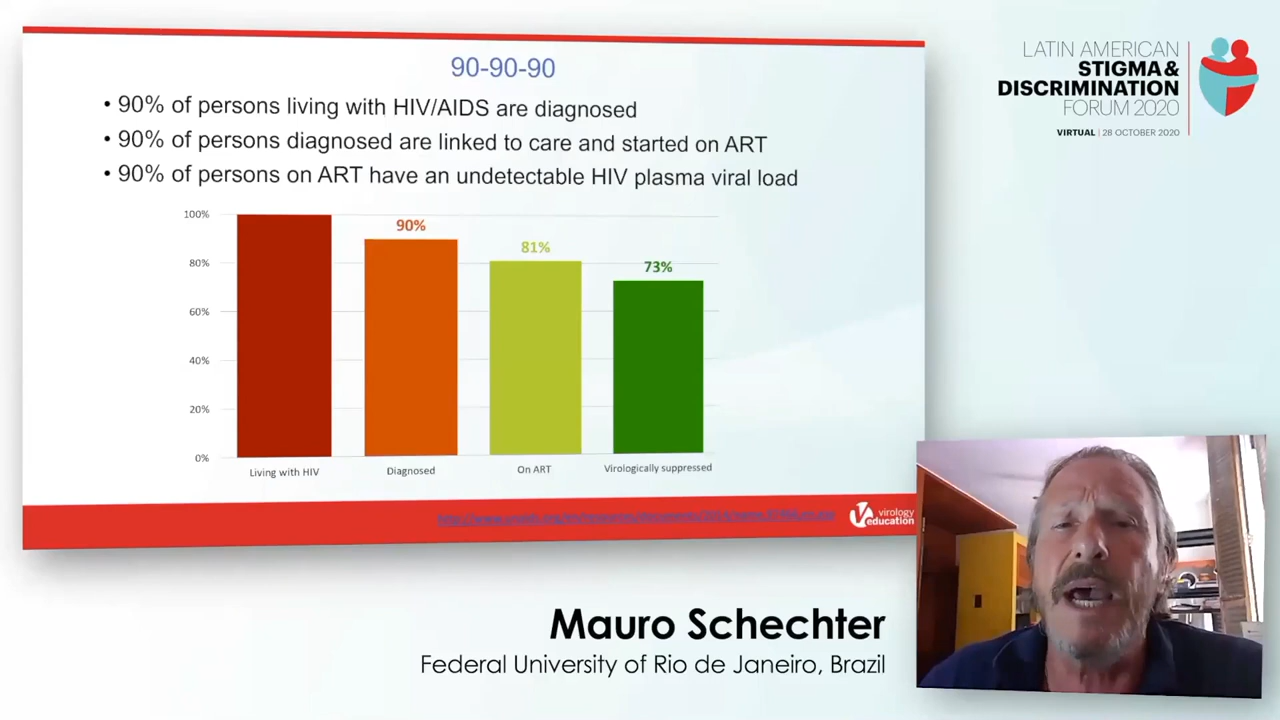 90-90-90
• 90% of persons living with HIV/AIDS are diagnosed
• 90% of persons diagnosed are linked to care and started on ART
• 90% of persons on ART have an undetectable HIV plasma viral load
100%
80%
60%
40%
20%
0%
90%
81%
73%
Living with HIV
Diagnosed
On ART
Virologically suppressed
virology
education
LATIN AMERICAN
STIGMA &
DISCRIMINATION
FORUM 2020
VIRTUAL | 28 OCTOBER 2020
Mauro Schechter
Federal University of Rio de Janeiro, Brazil